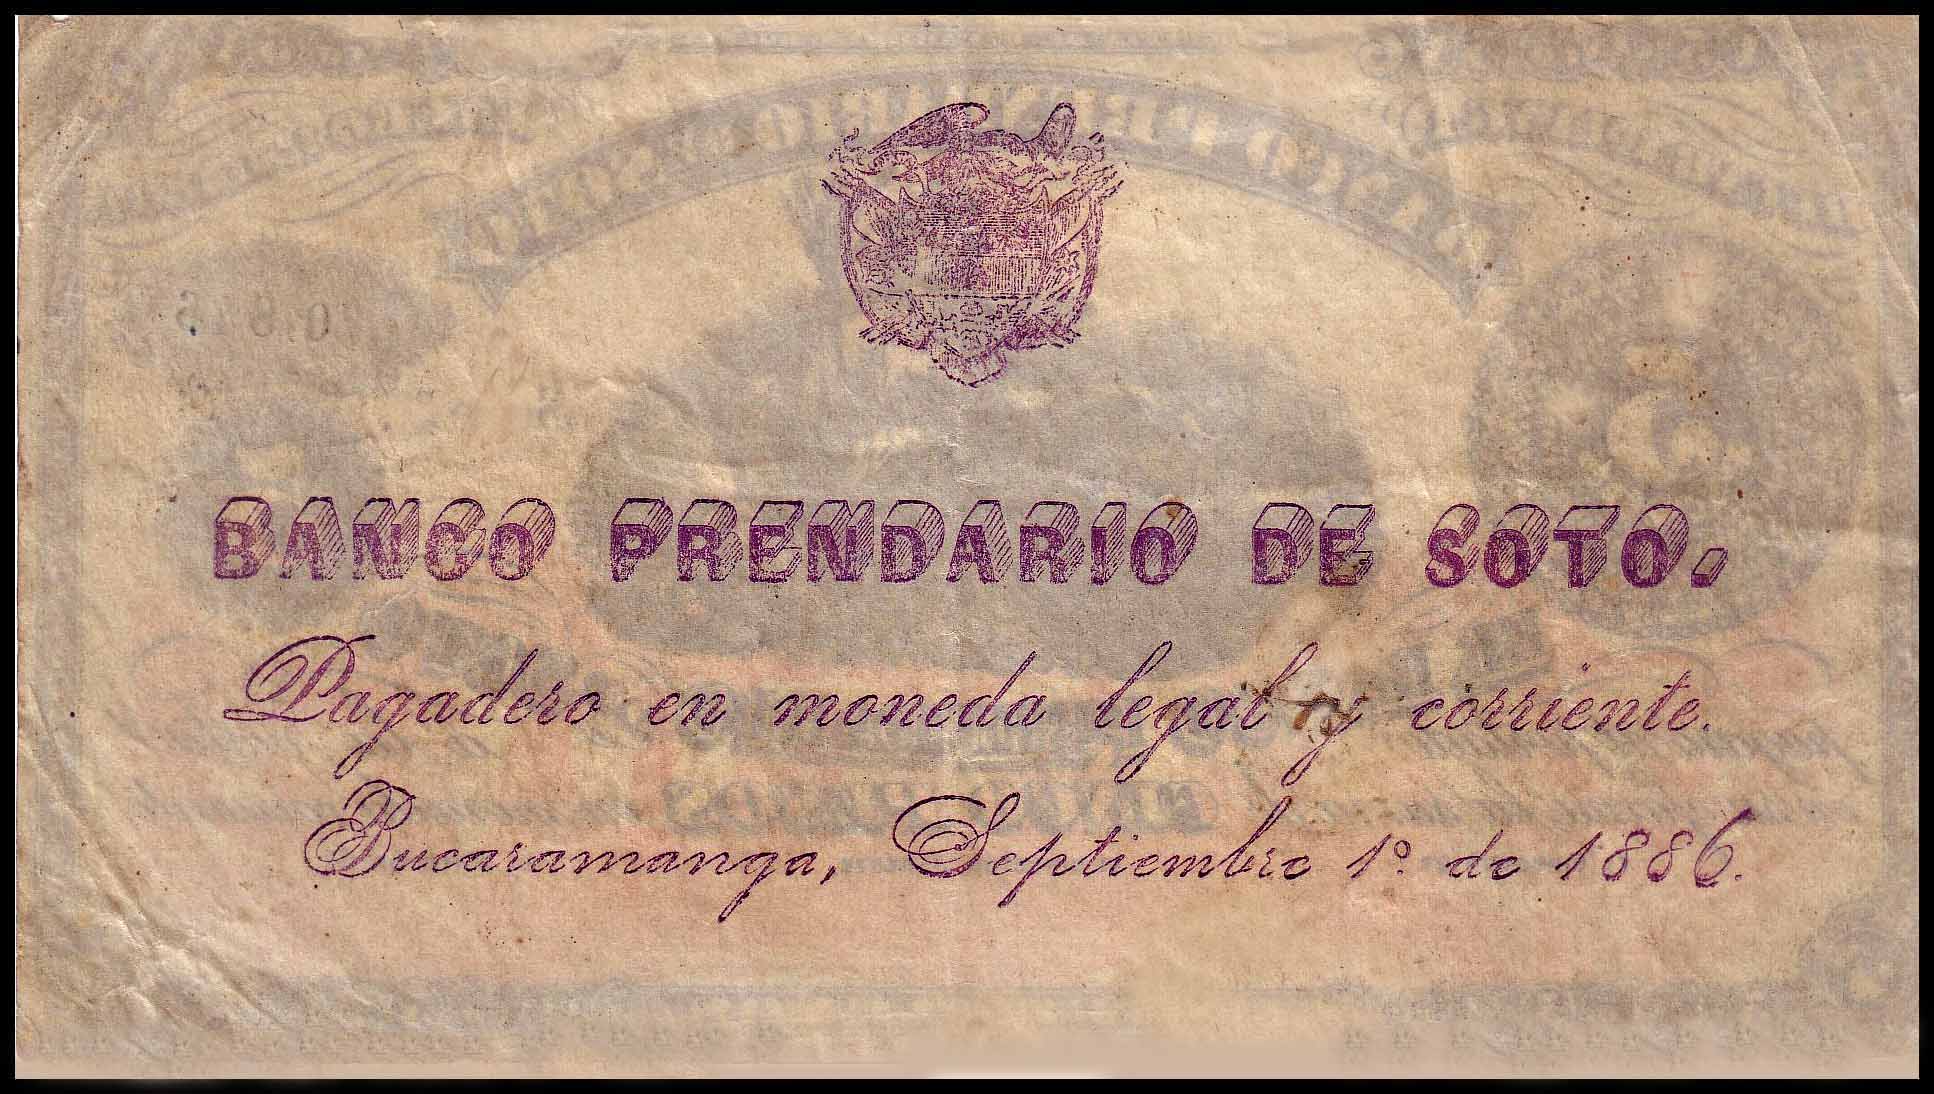 BANCO PRENDARIO DE SOTO.
Pagadero en moneda legal y corriente.
Bucaramanga, Septiembre 1º de 1886.